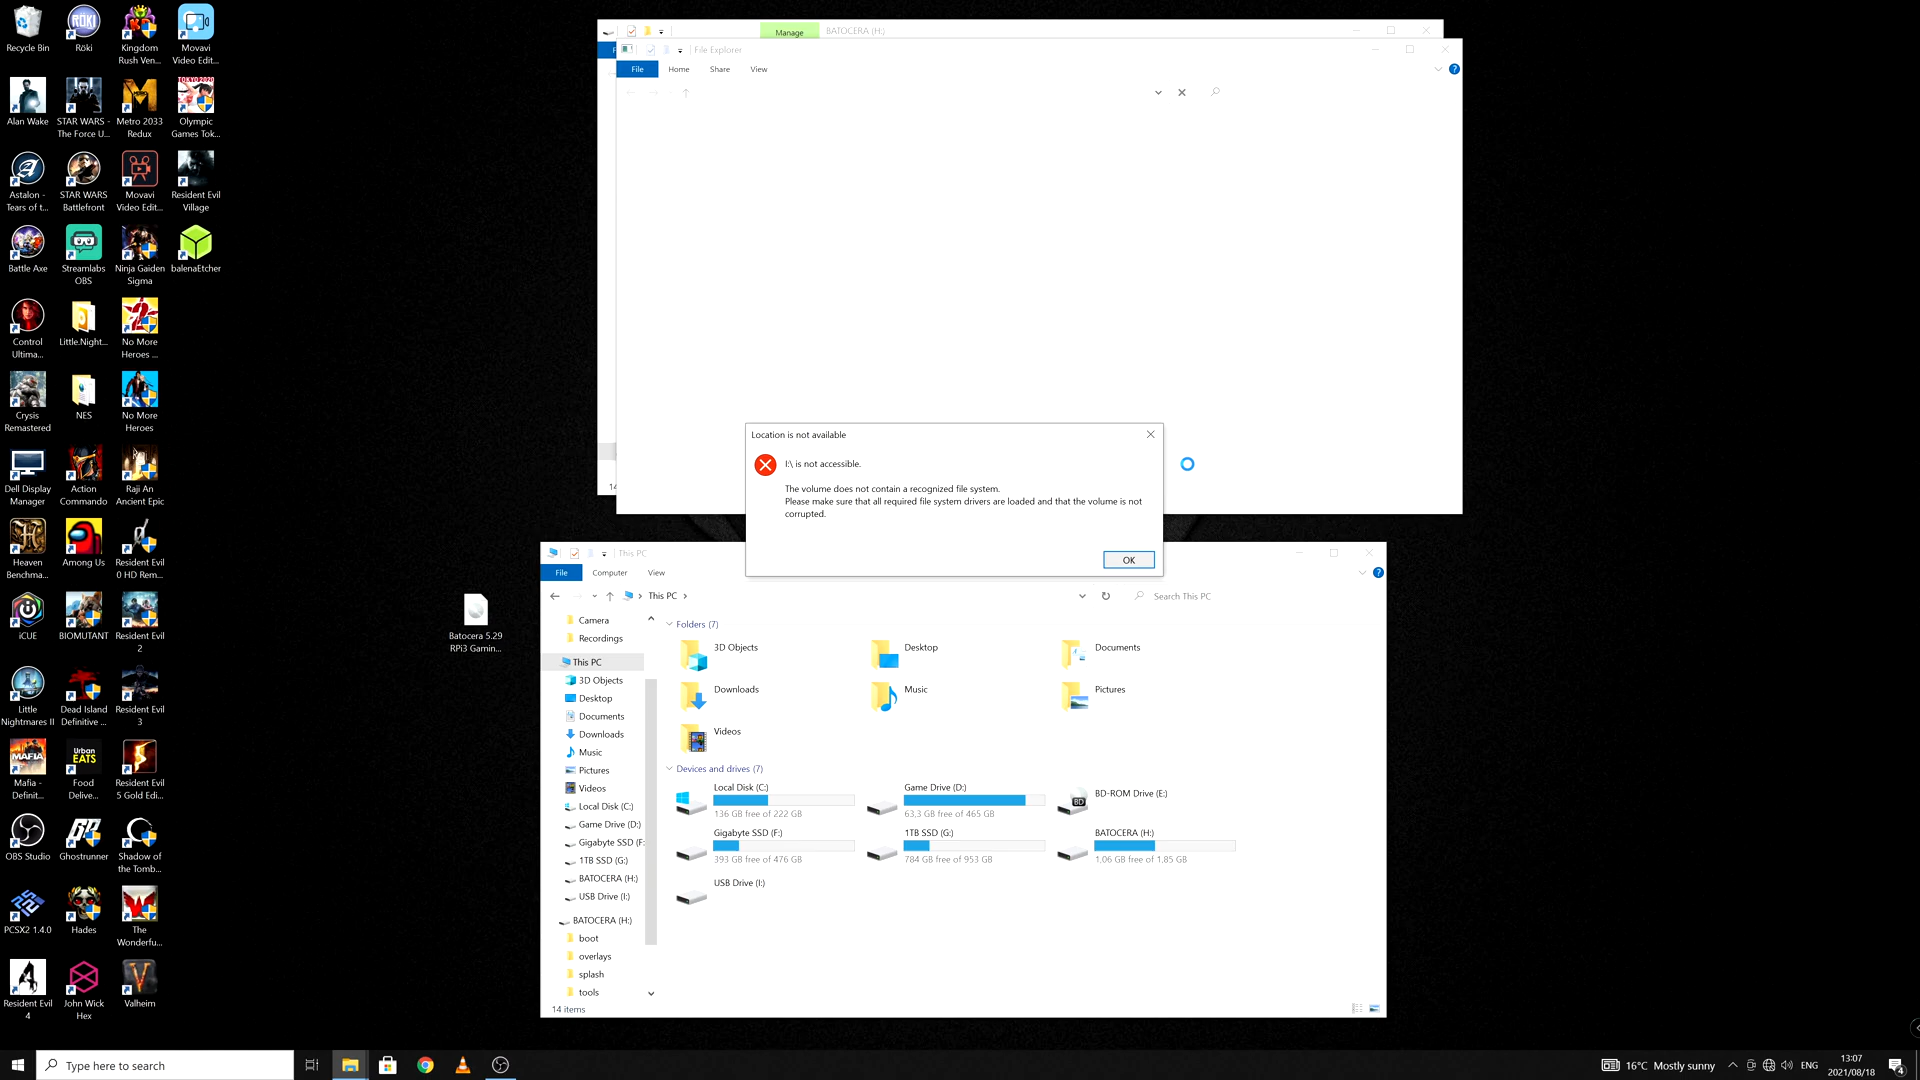 Recycle Bin
Röki
Kingdom Rush Ven...
Movavi Video Edit...
Alan Wake
STAR WARS - The Force U...
Metro 2033 Redux
Olympic Games Tok...
Astalon - Tears of t...
STAR WARS Battlefront
Movavi Video Edit...
Resident Evil Village
Battle Axe
Streamlabs OBS
Ninja Gaiden Sigma
balenaEtcher
Control Ultima...
Little.Night...
No More Heroes ...
Crysis Remastered
NES
No More Heroes
Dell Display Manager
Action Commando
Raji An Ancient Epic
Heaven Benchma...
Among Us
Resident Evil 0 HD Rem...
iCUE
BIOMUTANT
Resident Evil 2
Little Nightmares II
Dead Island Definitive ...
Resident Evil 3
Mafia - Definit...
Food Delive...
Resident Evil 5 Gold Edi...
OBS Studio
Ghostrunner
Shadow of the Tomb...
PCSX2 1.4.0
Hades
The Wonderfu...
Resident Evil 4
John Wick Hex
Valheim
Batocera 5.29 RPi3 Gamin...
Manage
BATOCERA (H:)
File Explorer
File
Home
Share
View
Location is not available
I:\ is not accessible.
The volume does not contain a recognized file system.
Please make sure that all required file system drivers are loaded and that the volume is not
corrupted.
OK
This PC
File
Computer
View
This PC
Search This PC
Camera
Recordings
This PC
3D Objects
Desktop
Documents
Downloads
Music
Pictures
Videos
Local Disk (C:)
Game Drive (D:)
Gigabyte SSD (F:
1TB SSD (G:)
BATOCERA (H:)
USB Drive (I:)
BATOCERA (H:)
boot
overlays
splash
tools
Folders (7)
3D Objects
Desktop
Documents
Downloads
Music
Pictures
Videos
Devices and drives (7)
Local Disk (C:)
136 GB free of 222 GB
Game Drive (D:)
63,3 GB free of 465 GB
BD-ROM Drive (E:)
Gigabyte SSD (F:)
393 GB free of 476 GB
1TB SSD (G:)
784 GB free of 953 GB
BATOCERA (H:)
1,06 GB free of 1,85 GB
USB Drive (I:)
14 items
Type here to search
16°C Mostly sunny
ENG
13:07
2021/08/18
4